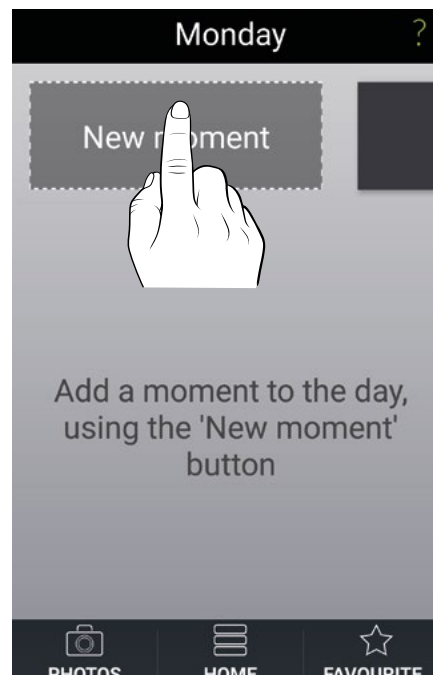 Monday ?
New moment
Add a moment to the day,
using the 'New moment'
button
PHOTOS HOME FAVOURITE